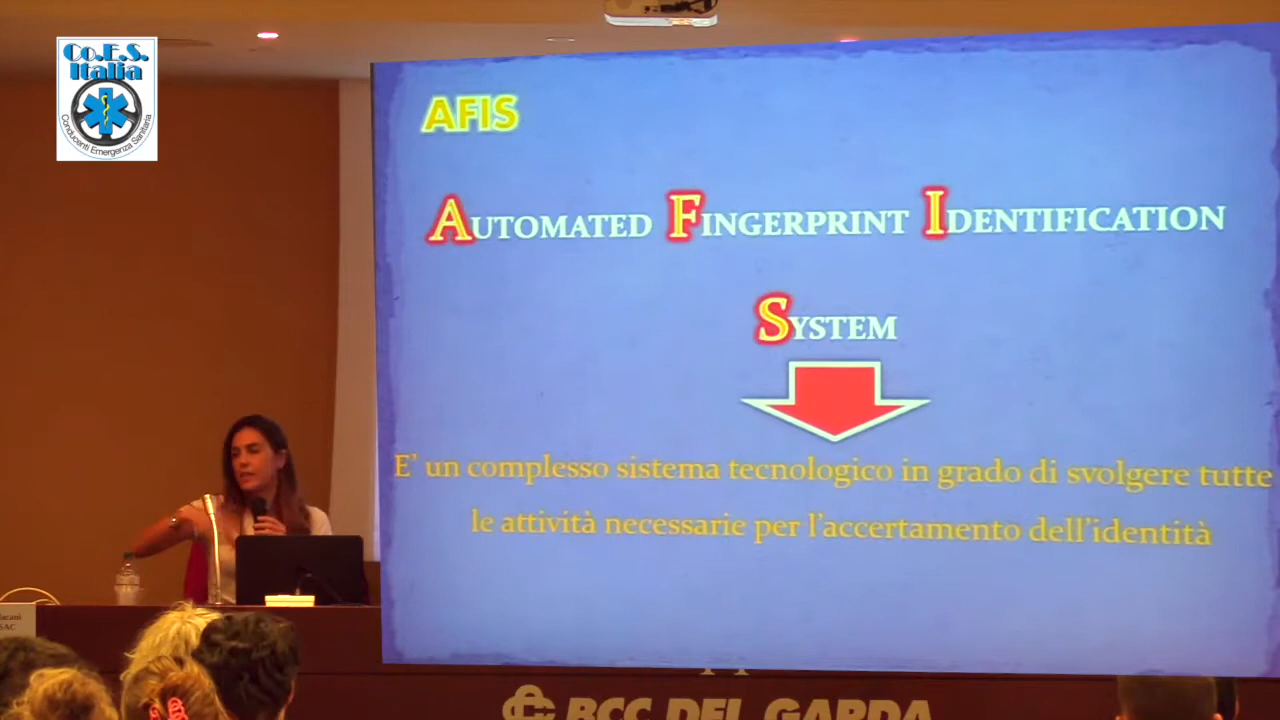 Co.E.S.
Italia
Conducenti Emergenza Sanitaria
AFIS
AUTOMATED FINGERPRINT IDENTIFICATION
SYSTEM
E' un complesso sistema tecnologico in grado di svolgere tutte
le attività necessarie per l'accertamento dell'identità
SAC
BCC DEL GARDA